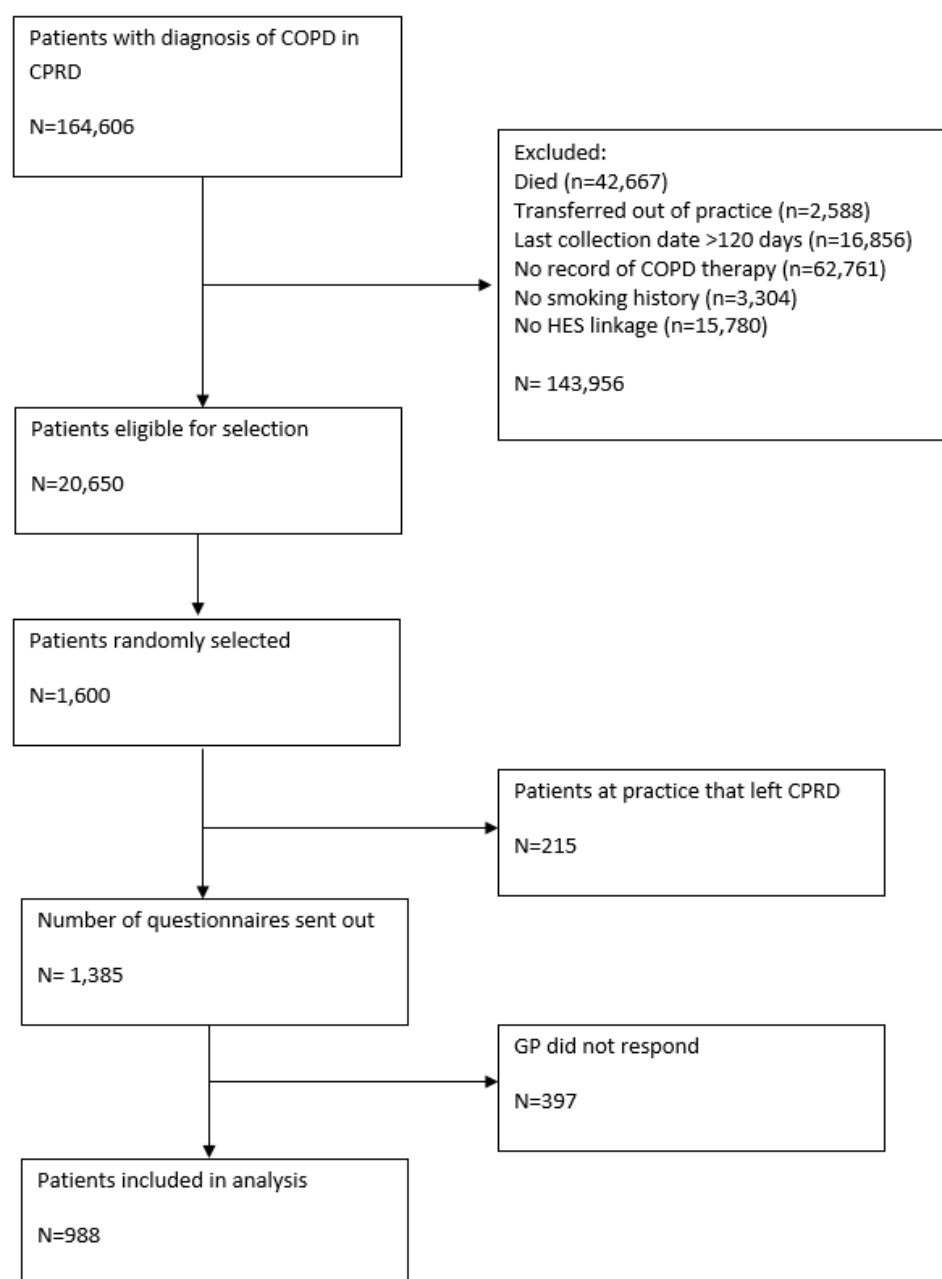 Patients with diagnosis of COPD in
CPRD
N=164,606
Excluded:
Died (n=42,667)
Transferred out of practice (n=2,588)
Last collection date >120 days (n=16,856)
No record of COPD therapy (n=62,761)
No smoking history (n=3,304)
No HES linkage (n=15,780)
N= 143,956
Patients eligible for selection
N=20,650
Patients randomly selected
N=1,600
Patients at practice that left CPRD
N=215
Number of questionnaires sent out
N= 1,385
GP did not respond
N=397
Patients included in analysis
N=988